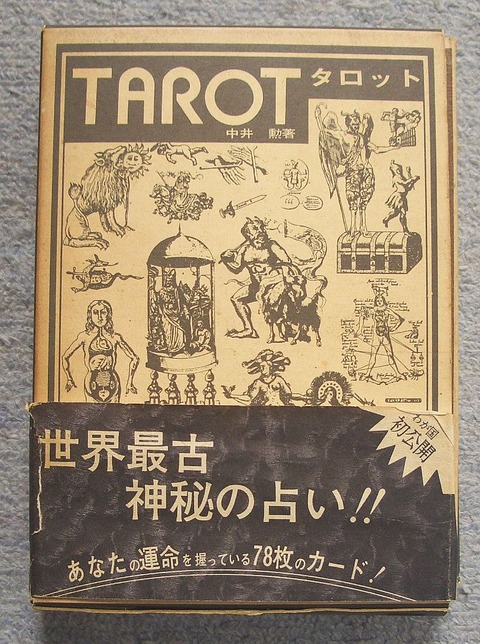 TAROT タロット
中井 勲著
わが国
初公開
世界最古
神秘の占い!!
あなたの運命を握っている78枚のカード!